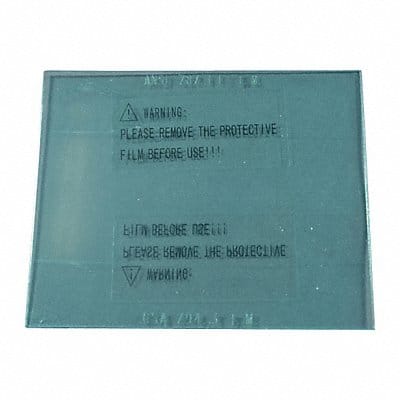 ⚠ WARNING:
PLEASE REMOVE THE PROTECTIVE
FILM BEFORE USE!!!
FILM BEFORE USE!!!
PLEASE REMOVE THE PROTECTIVE
⚠ WARNING: